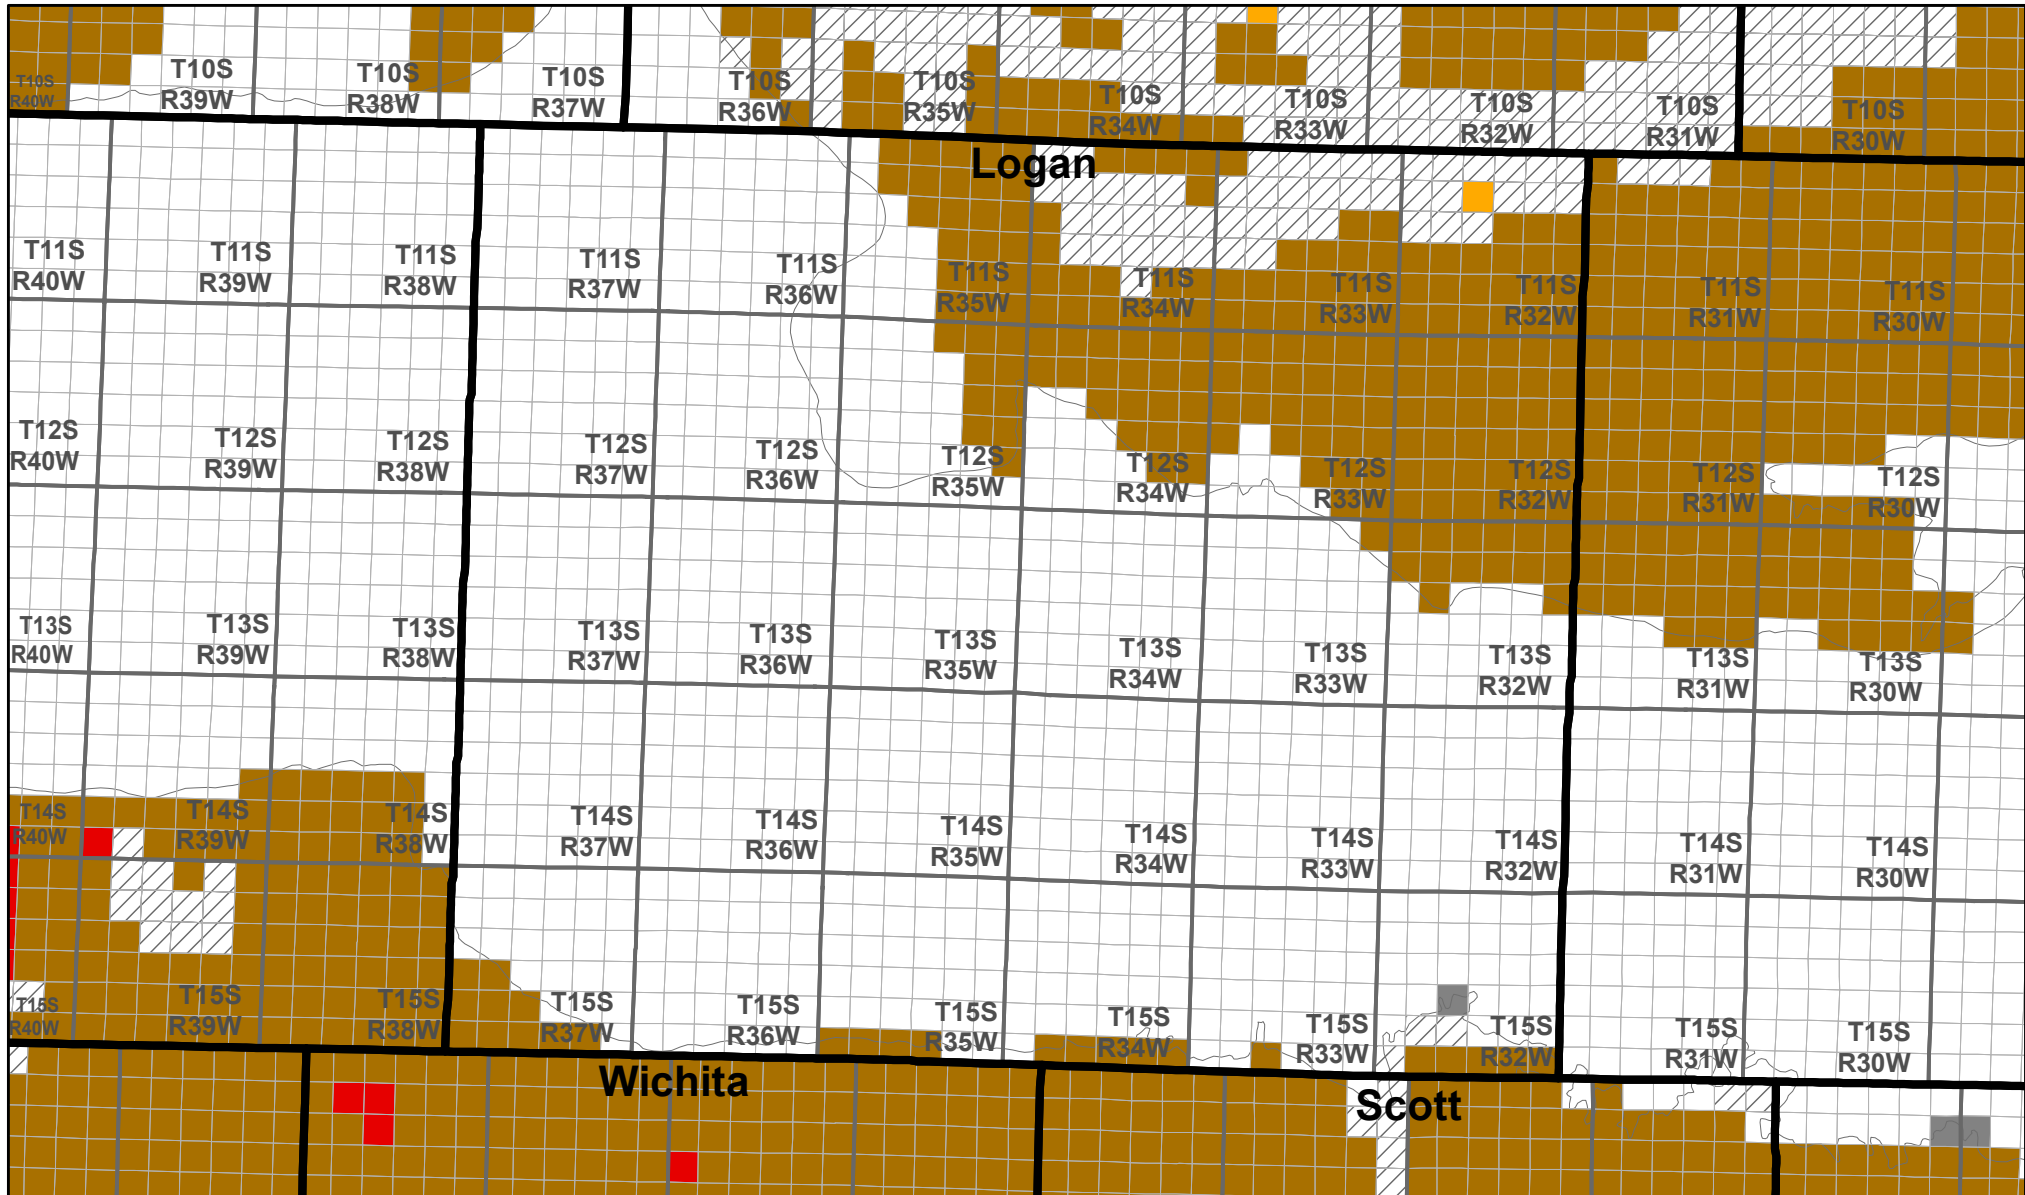 T10S
R40W
T10S
R39W
T10S
R38W
T10S
R37W
T10S
R36W
T10S
R35W
T10S
R34W
T10S
R33W
T10S
R32W
T10S
R31W
T10S
R30W
Logan
T11S
R40W
T11S
R39W
T11S
R38W
T11S
R37W
T11S
R36W
T11S
R35W
T11S
R34W
T11S
R33W
T11S
R32W
T11S
R31W
T11S
R30W
T12S
R40W
T12S
R39W
T12S
R38W
T12S
R37W
T12S
R36W
T12S
R35W
T12S
R34W
T12S
R33W
T12S
R32W
T12S
R31W
T12S
R30W
T13S
R40W
T13S
R39W
T13S
R38W
T13S
R37W
T13S
R36W
T13S
R35W
T13S
R34W
T13S
R33W
T13S
R32W
T13S
R31W
T13S
R30W
T14S
R40W
T14S
R39W
T14S
R38W
T14S
R37W
T14S
R36W
T14S
R35W
T14S
R34W
T14S
R33W
T14S
R32W
T14S
R31W
T14S
R30W
T15S
R40W
T15S
R39W
T15S
R38W
T15S
R37W
T15S
R36W
T15S
R35W
T15S
R34W
T15S
R33W
T15S
R32W
T15S
R31W
T15S
R30W
Wichita
Scott